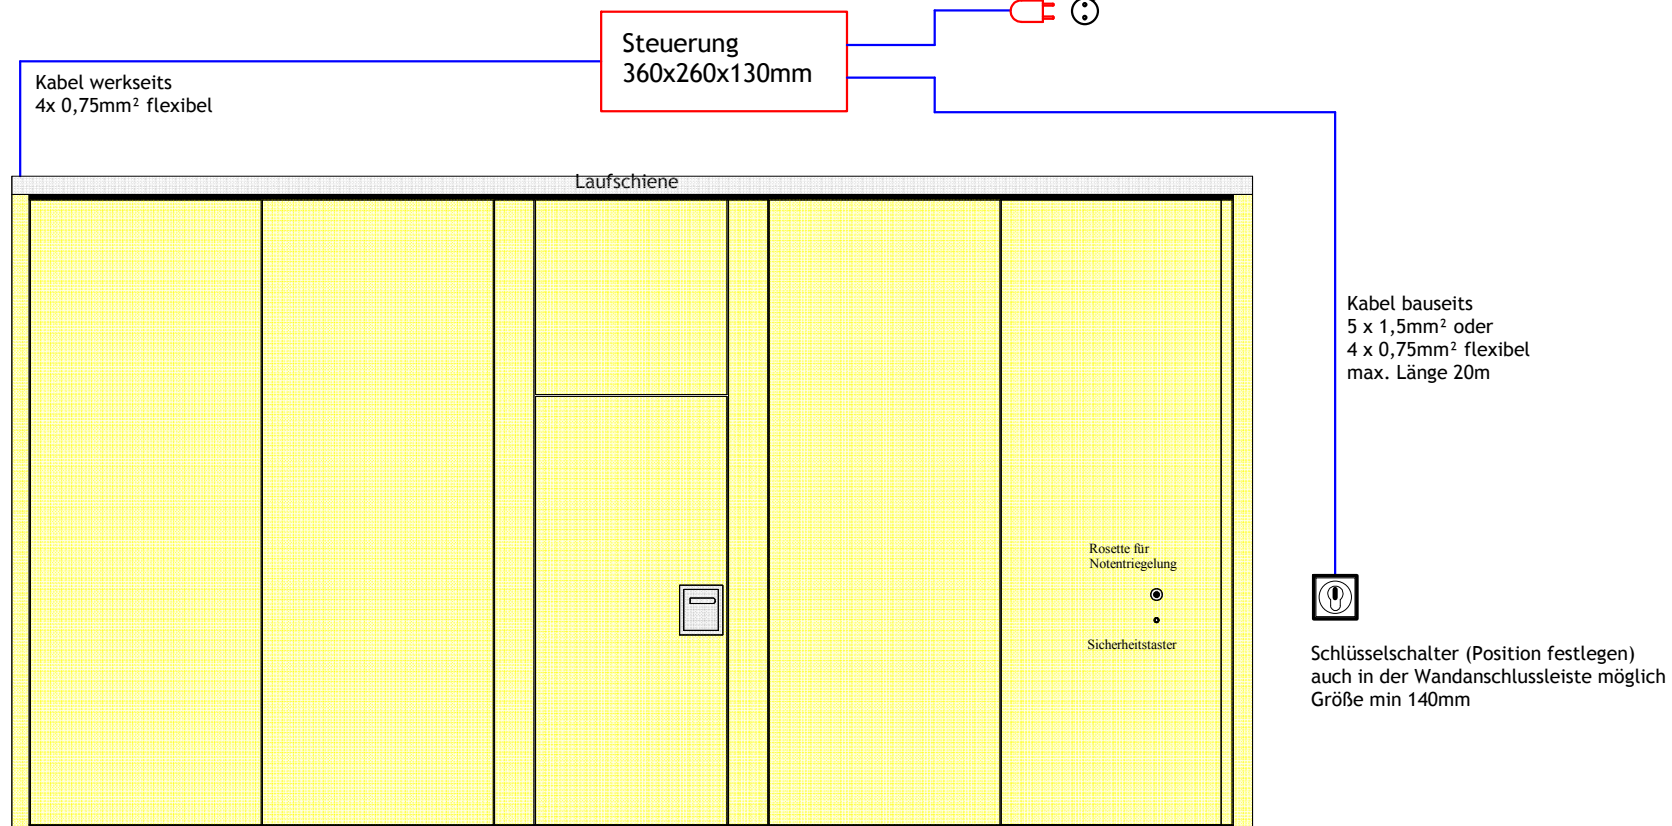 Steuerung
360x260x130mm
Kabel werkseits
4x 0,75mm² flexibel
Laufschiene
Kabel bauseits
5 x 1,5mm² oder
4 x 0,75mm² flexibel
max. Länge 20m
Rosette für
Notentriegelung
Sicherheitstaster
Schlüsselschalter (Position festlegen)
auch in der Wandanschlussleiste möglich
Größe min 140mm